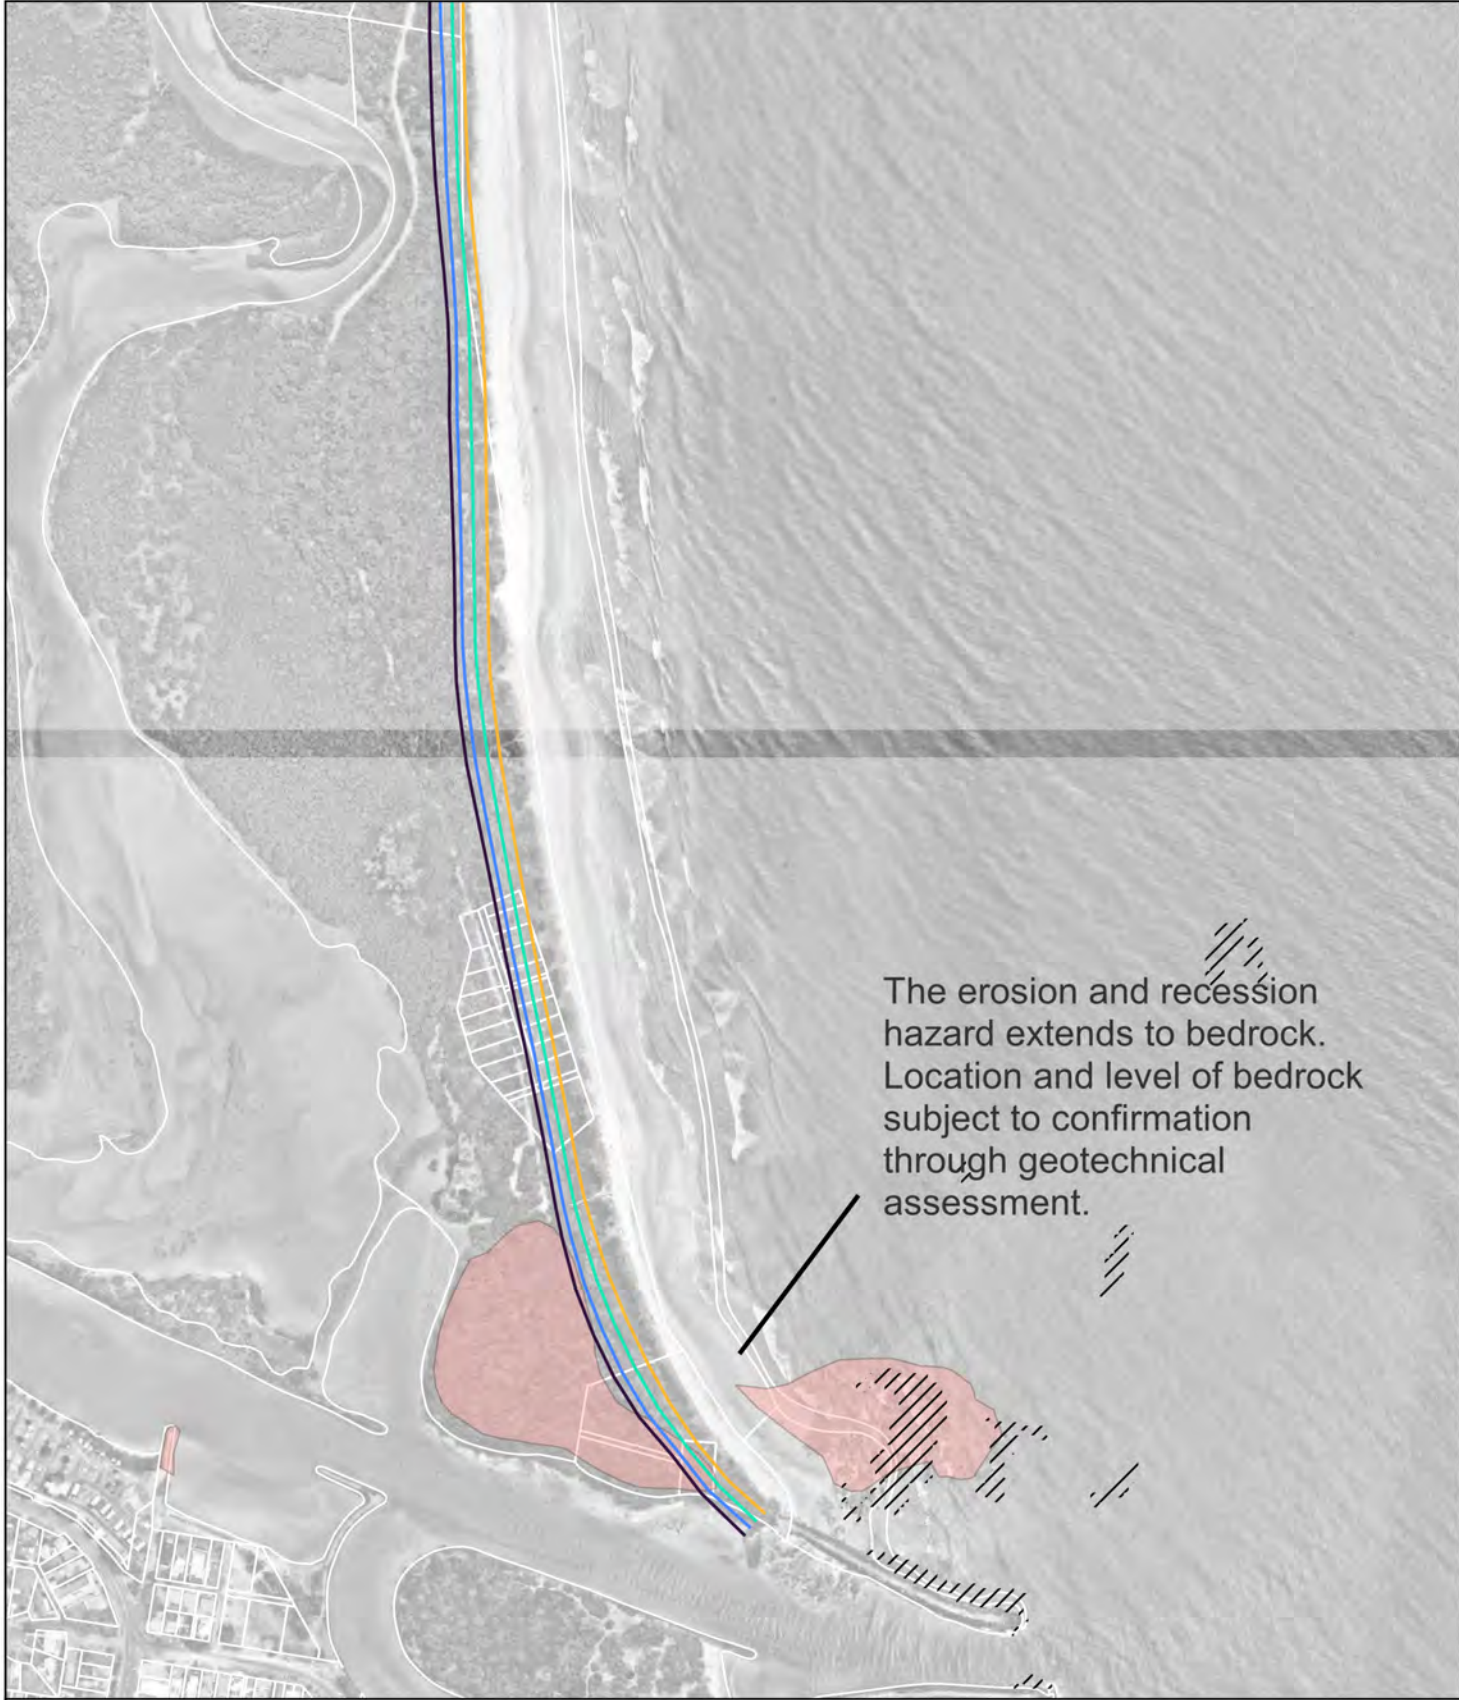 The erosion and recession
hazard extends to bedrock.
Location and level of bedrock
subject to confirmation
through geotechnical
assessment.